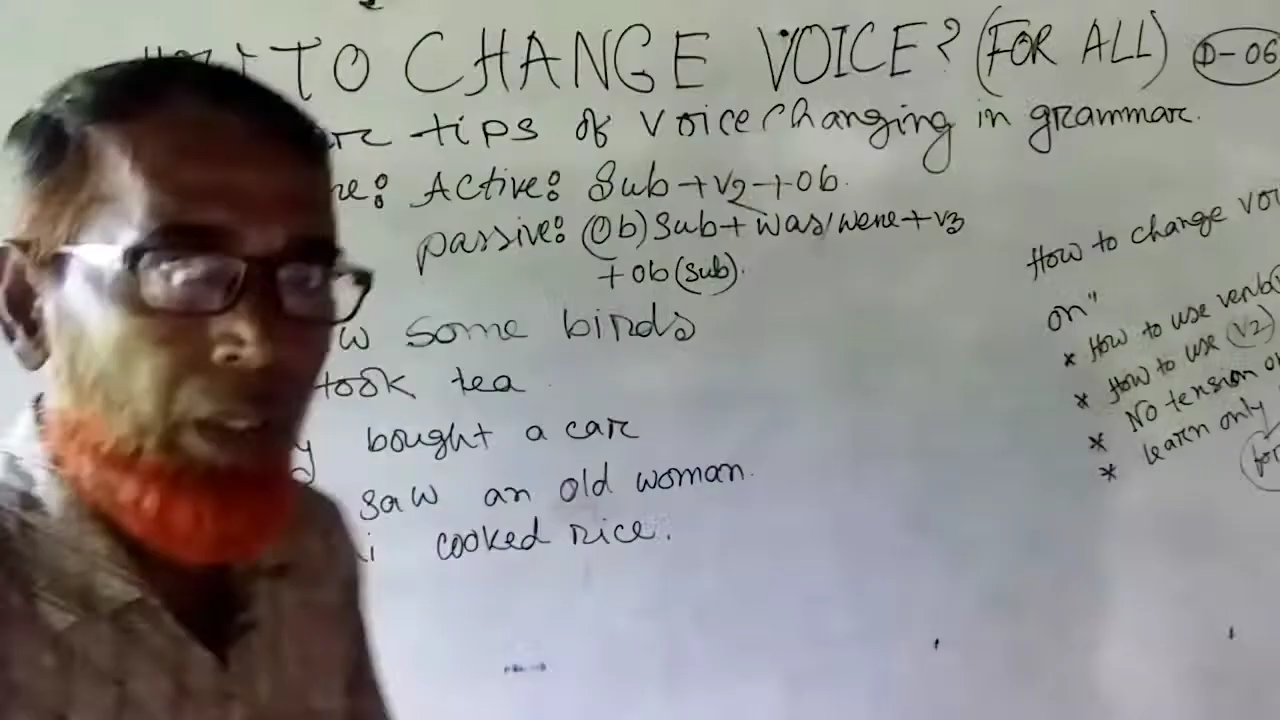 TO CHANGE VOICE? (FOR ALL) D-06
tips of voice changing in grammar.
Active: Sub+V2+Ob.
passive: (Ob) Sub + was/were + V3
+ Ob (sub).
some birds
took tea
bought a car
saw an old woman.
cooked rice.
How to change
on"
* How to use
* How to use (V2)
* No tension
* Learn only